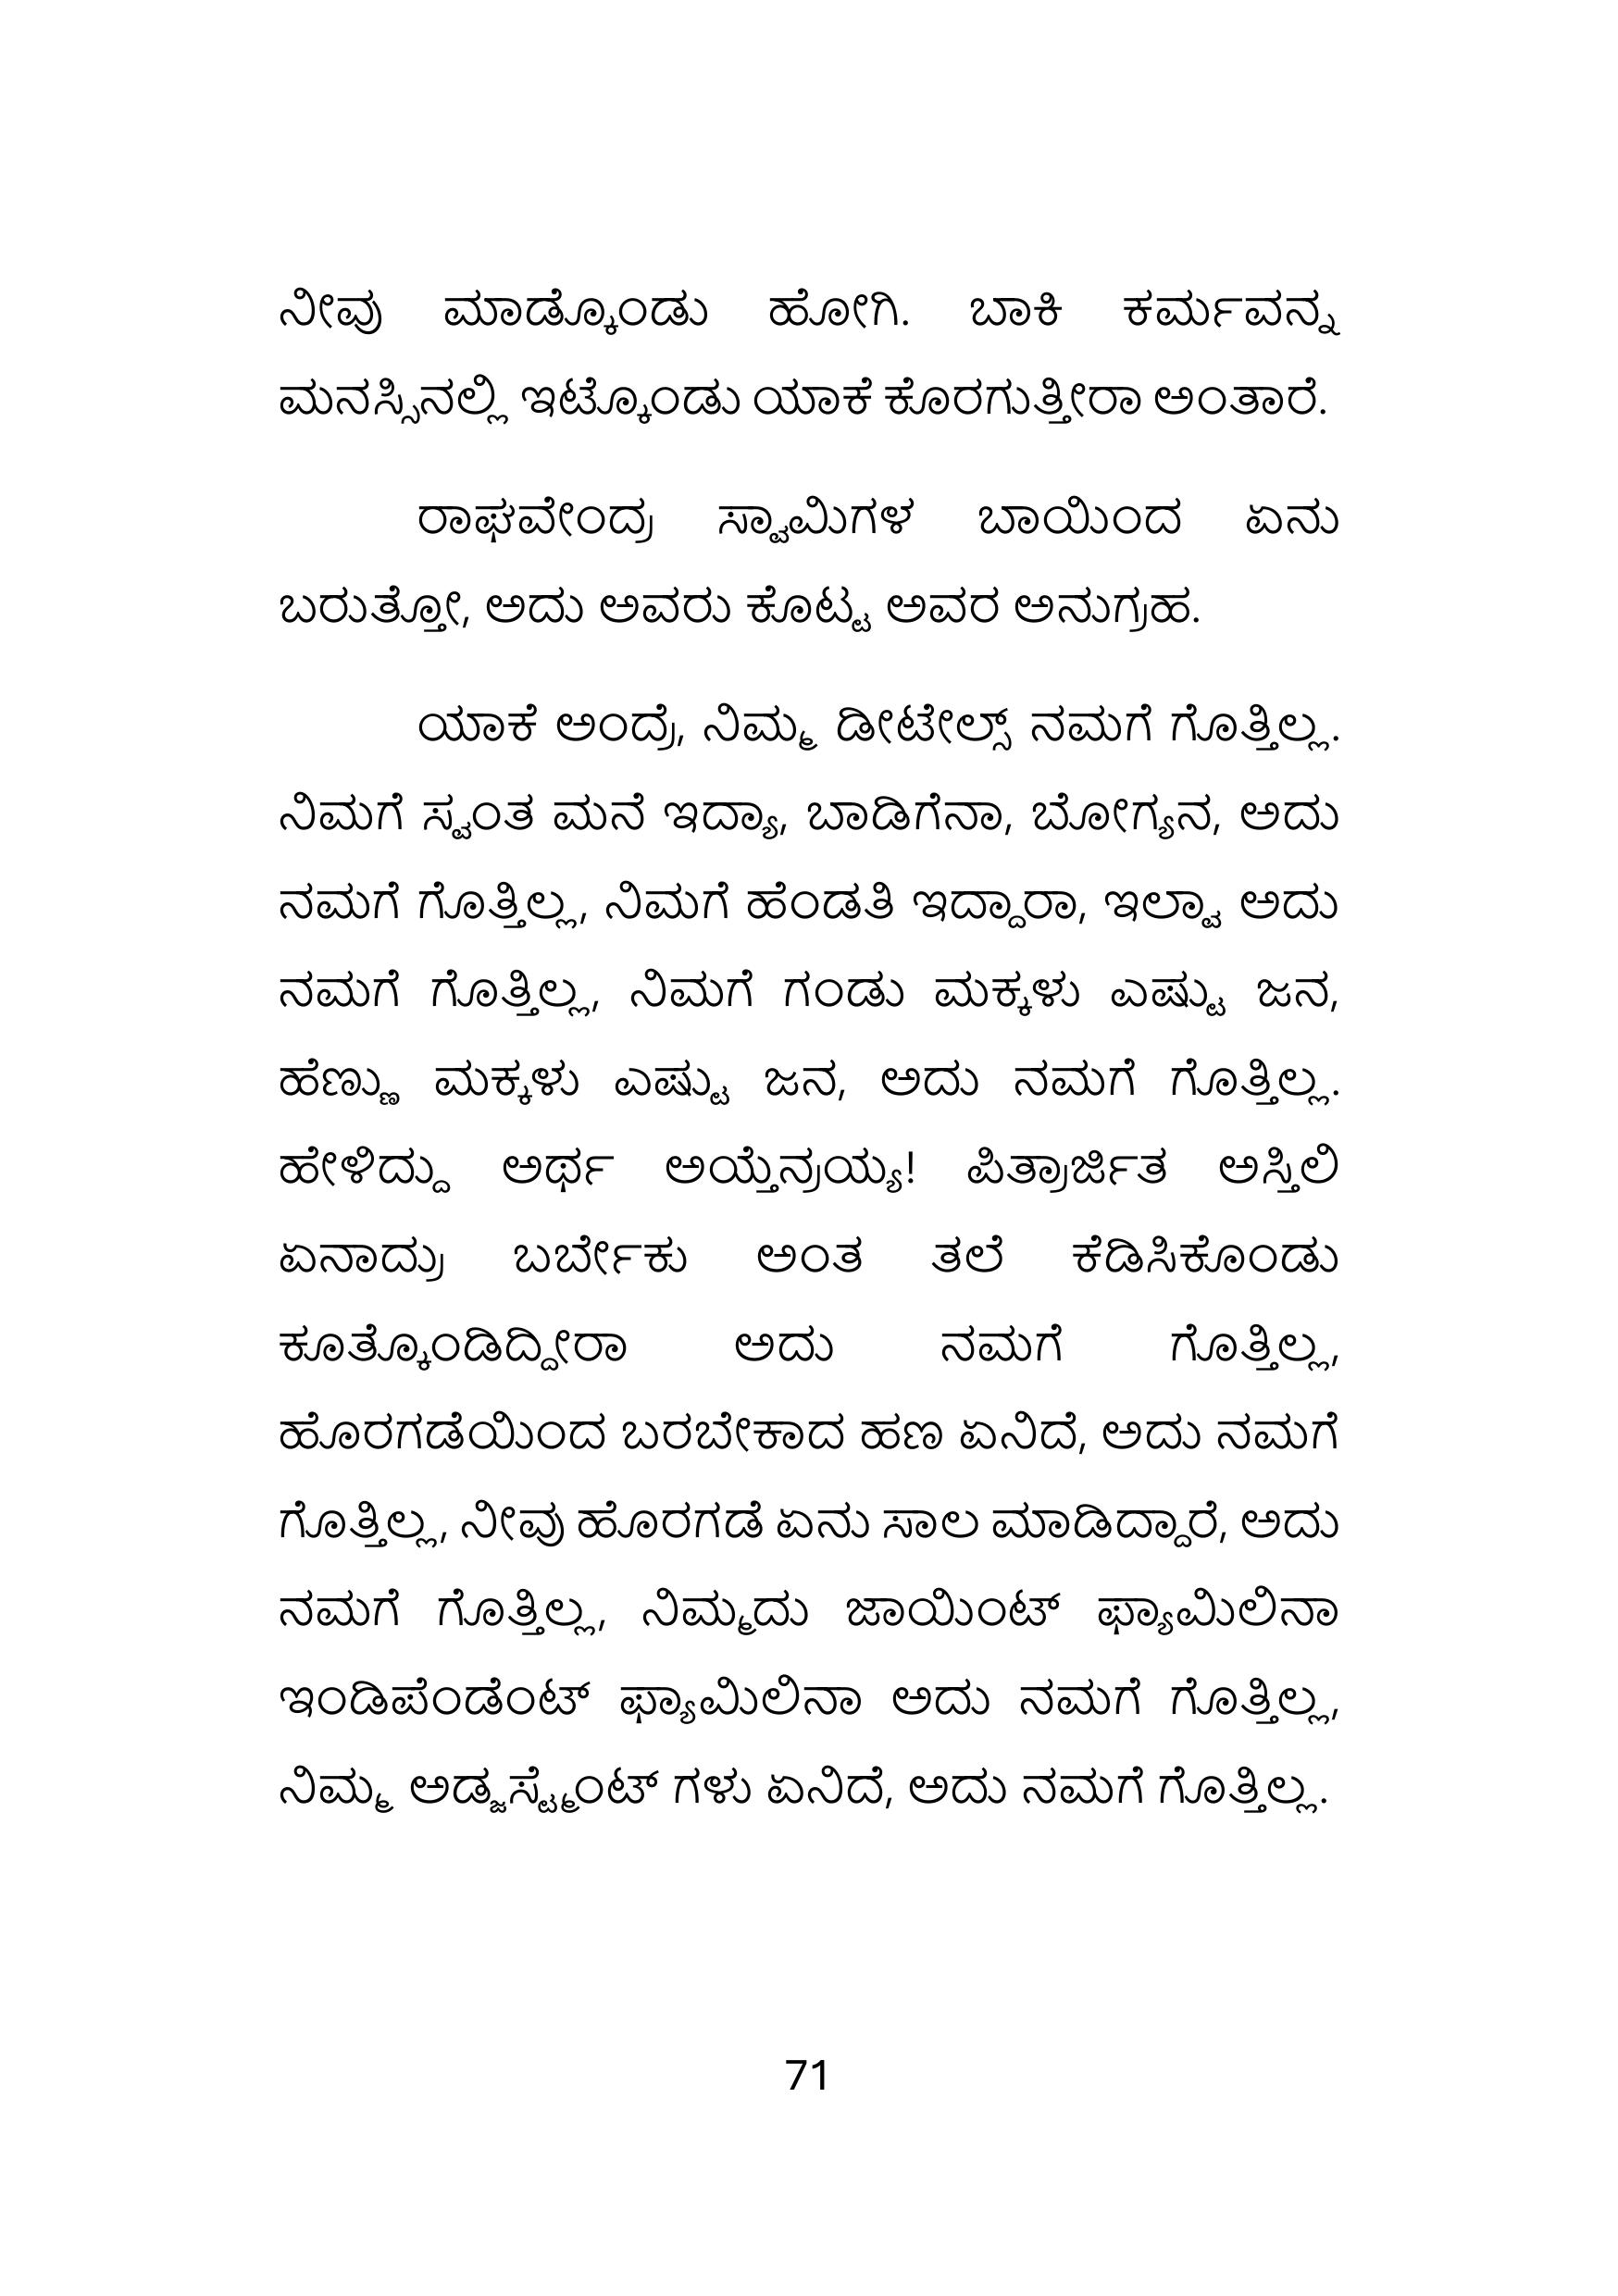 ನೀವು ಮಾಡ್ಕೊಂಡು ಹೋಗಿ. ಬಾಕಿ ಕರ್ಮವನ್ನ
ಮನಸ್ಸಿನಲ್ಲಿ ಇಟ್ಕೊಂಡು ಯಾಕೆ ಕೊರಗುತ್ತೀರಾ ಅಂತಾರೆ.
ರಾಘವೇಂದ್ರ ಸ್ವಾಮಿಗಳ ಬಾಯಿಂದ ಏನು
ಬರುತ್ತೋ, ಅದು ಅವರು ಕೊಟ್ಟ ಅವರ ಅನುಗ್ರಹ.
ಯಾಕೆ ಅಂದ್ರೆ, ನಿಮ್ಮ ಡೀಟೇಲ್ಸ್ ನಮಗೆ ಗೊತ್ತಿಲ್ಲ.
ನಿಮಗೆ ಸ್ವಂತ ಮನೆ ಇದ್ಯಾ, ಬಾಡಿಗೆನಾ, ಬೋಗ್ಯನ, ಅದು
ನಮಗೆ ಗೊತ್ತಿಲ್ಲ, ನಿಮಗೆ ಹೆಂಡತಿ ಇದ್ದಾರಾ, ಇಲ್ವಾ ಅದು
ನಮಗೆ ಗೊತ್ತಿಲ್ಲ, ನಿಮಗೆ ಗಂಡು ಮಕ್ಕಳು ಎಷ್ಟು ಜನ,
ಹೆಣ್ಣು ಮಕ್ಕಳು ಎಷ್ಟು ಜನ, ಅದು ನಮಗೆ ಗೊತ್ತಿಲ್ಲ.
ಹೇಳಿದ್ದು ಅರ್ಥ ಅಯ್ತೆನ್ರಯ್ಯ! ಪಿತ್ರಾರ್ಜಿತ ಅಸ್ತಿಲಿ
ಏನಾದ್ರು ಬರ್ಬೇಕು ಅಂತ ತಲೆ ಕೆಡಿಸಿಕೊಂಡು
ಕೂತ್ಕೊಂಡಿದ್ದೀರಾ ಅದು ನಮಗೆ ಗೊತ್ತಿಲ್ಲ,
ಹೊರಗಡೆಯಿಂದ ಬರಬೇಕಾದ ಹಣ ಏನಿದೆ, ಅದು ನಮಗೆ
ಗೊತ್ತಿಲ್ಲ, ನೀವು ಹೊರಗಡೆ ಏನು ಸಾಲ ಮಾಡಿದ್ದಾರೆ, ಅದು
ನಮಗೆ ಗೊತ್ತಿಲ್ಲ, ನಿಮ್ಮದು ಜಾಯಿಂಟ್ ಫ್ಯಾಮಿಲಿನಾ
ಇಂಡಿಪೆಂಡೆಂಟ್ ಫ್ಯಾಮಿಲಿನಾ ಅದು ನಮಗೆ ಗೊತ್ತಿಲ್ಲ,
ನಿಮ್ಮ ಅಡ್ಜಸ್ಟ್ಮೆಂಟ್ ಗಳು ಏನಿದೆ, ಅದು ನಮಗೆ ಗೊತ್ತಿಲ್ಲ.
71